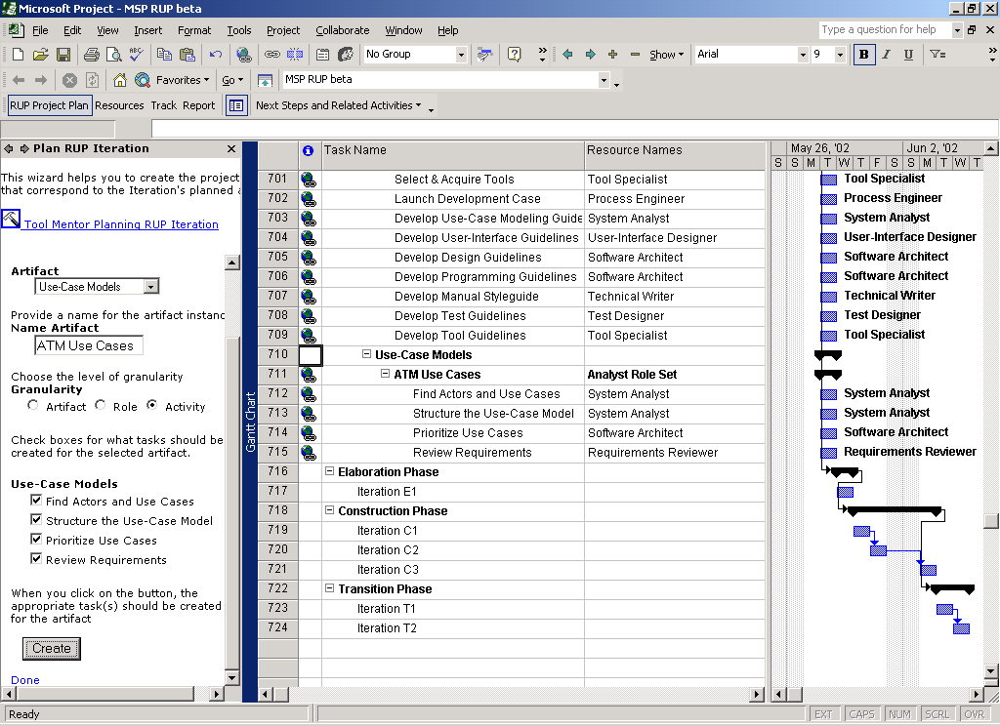 Microsoft Project - MSP RUP beta
File Edit View Insert Format Tools Project Collaborate Window Help Type a question for help
No Group Show Arial 9 B I U
Favorites Go MSP RUP beta
RUP Project Plan Resources Track Report Next Steps and Related Activities
Plan RUP Iteration
This wizard helps you to create the project
that correspond to the Iteration's planned
Tool Mentor Planning RUP Iteration
Artifact
Use-Case Models
Provide a name for the artifact instanc
Name Artifact
ATM Use Cases
Choose the level of granularity
Granularity
Artifact Role Activity
Check boxes for what tasks should be
created for the selected artifact.
Use-Case Models
Find Actors and Use Cases
Structure the Use-Case Model
Prioritize Use Cases
Review Requirements
When you click on the button, the
appropriate task(s) should be created
for the artifact
Create
Done
Gantt Chart
Task Name Resource Names
701 Select & Acquire Tools Tool Specialist
702 Launch Development Case Process Engineer
703 Develop Use-Case Modeling Guide System Analyst
704 Develop User-Interface Guidelines User-Interface Designer
705 Develop Design Guidelines Software Architect
706 Develop Programming Guidelines Software Architect
707 Develop Manual Styleguide Technical Writer
708 Develop Test Guidelines Test Designer
709 Develop Tool Guidelines Tool Specialist
710 Use-Case Models
711 ATM Use Cases Analyst Role Set
712 Find Actors and Use Cases System Analyst
713 Structure the Use-Case Model System Analyst
714 Prioritize Use Cases Software Architect
715 Review Requirements Requirements Reviewer
716 Elaboration Phase
717 Iteration E1
718 Construction Phase
719 Iteration C1
720 Iteration C2
721 Iteration C3
722 Transition Phase
723 Iteration T1
724 Iteration T2
May 26, '02 Jun 2, '02
S S M T W T F S S M T W T
Tool Specialist
Process Engineer
System Analyst
User-Interface Designer
Software Architect
Software Architect
Technical Writer
Test Designer
Tool Specialist
System Analyst
System Analyst
Software Architect
Requirements Reviewer
Ready EXT CAPS NUM SCRL OVR